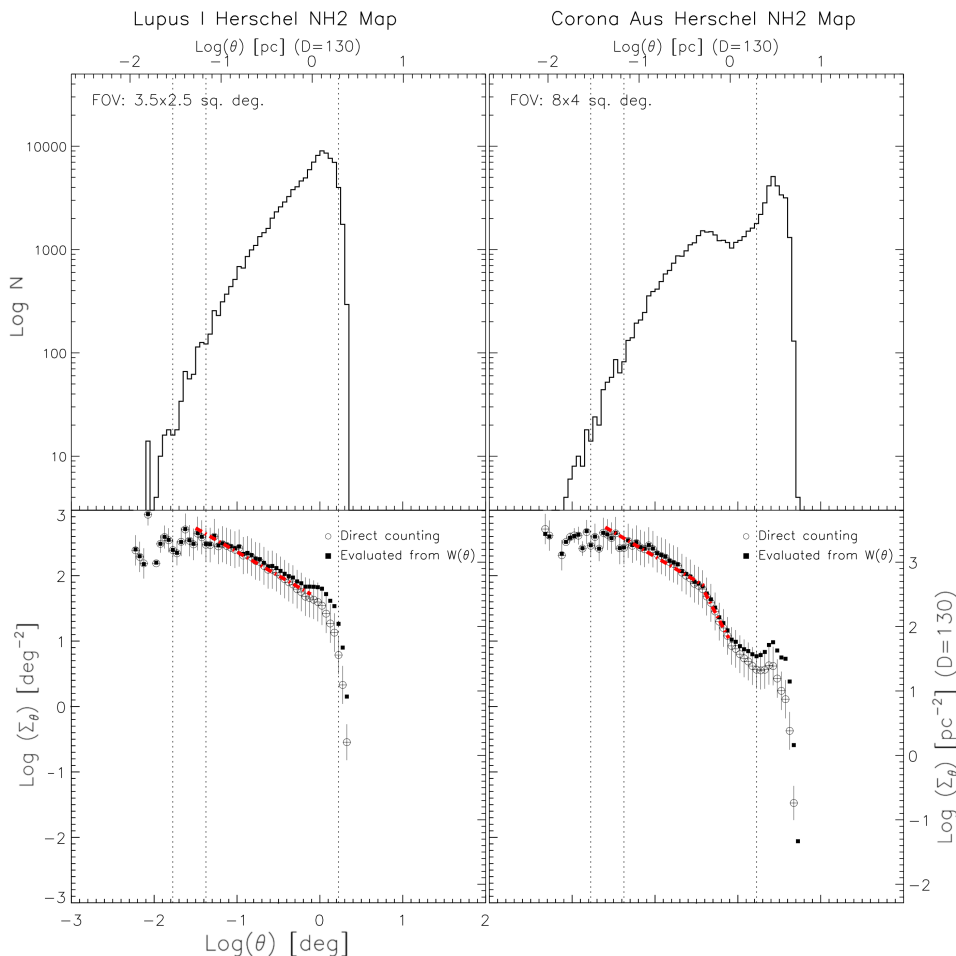 Lupus I Herschel NH2 Map
Corona Aus Herschel NH2 Map
Log(θ) [pc] (D=130)
Log(θ) [pc] (D=130)
-2 -1 0 1
-2 -1 0 1
FOV: 3.5x2.5 sq. deg.
FOV: 8x4 sq. deg.
10000
1000
100
10
Log N
3
2
1
0
-1
-2
-3
Log (Σθ) [deg−2]
○ Direct counting
■ Evaluated from W(θ)
○ Direct counting
■ Evaluated from W(θ)
3
2
1
0
-1
-2
Log (Σθ) [pc−2] (D=130)
-3 -2 -1 0 1 2
Log(θ) [deg]